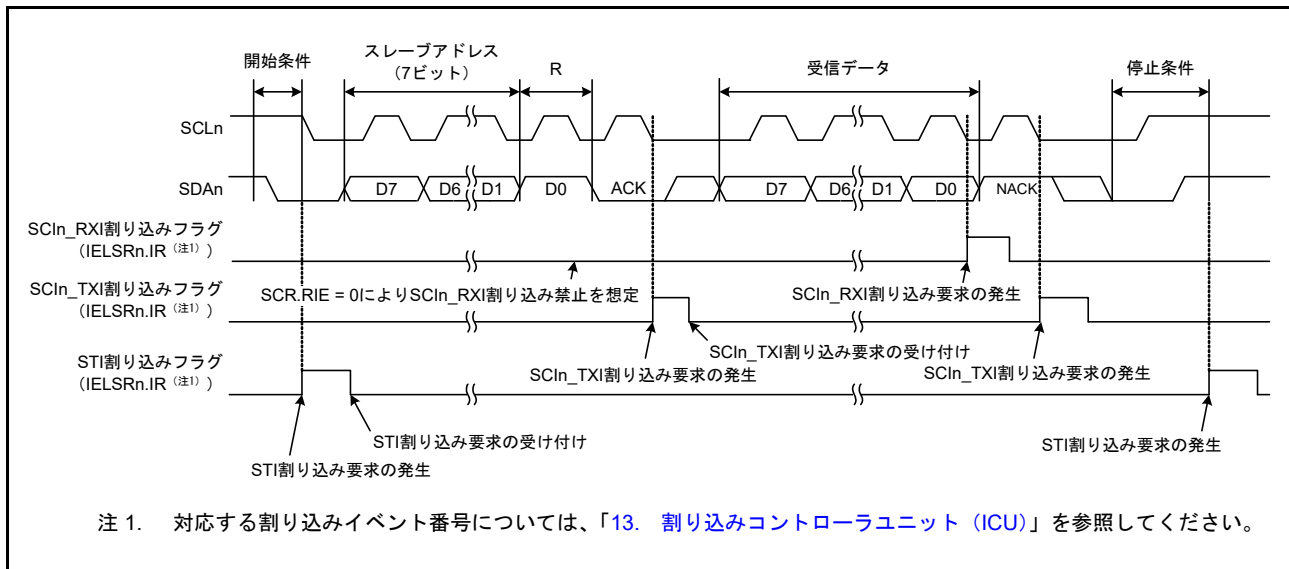 開始条件
スレーブアドレス
（7ビット）
R
受信データ
停止条件
SCLn
SDAn
D7
D6
D1
D0
ACK
D7
D6
D1
D0
NACK
SCIn_RXI割り込みフラグ
（IELSRn.IR（注1））
SCR.RIE = 0によりSCIn_RXI割り込み禁止を想定
SCIn_RXI割り込み要求の発生
SCIn_TXI割り込みフラグ
（IELSRn.IR（注1））
SCIn_TXI割り込み要求の受け付け
SCIn_TXI割り込み要求の発生
SCIn_TXI割り込み要求の発生
STI割り込みフラグ
（IELSRn.IR（注1））
STI割り込み要求の受け付け
STI割り込み要求の発生
STI割り込み要求の発生
注 1. 対応する割り込みイベント番号については、「13. 割り込みコントローラユニット（ICU）」を参照してください。